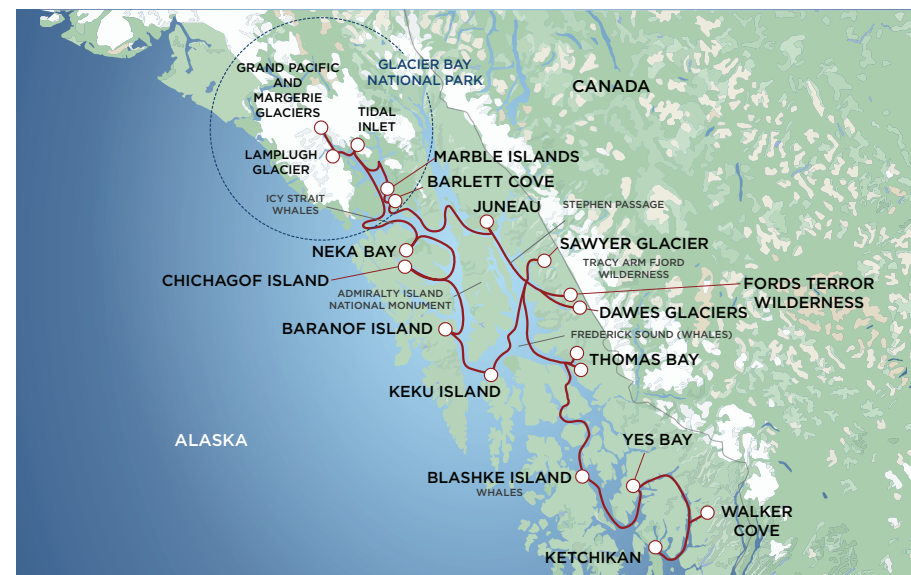 GRAND PACIFIC
AND
MARGERIE
GLACIERS
GLACIER BAY
NATIONAL PARK
CANADA
TIDAL
INLET
LAMPLUGH
GLACIER
MARBLE ISLANDS
BARLETT COVE
ICY STRAIT
WHALES
JUNEAU
STEPHEN PASSAGE
NEKA BAY
SAWYER GLACIER
TRACY ARM FJORD
WILDERNESS
CHICHAGOF ISLAND
ADMIRALTY ISLAND
NATIONAL MONUMENT
FORDS TERROR
WILDERNESS
DAWES GLACIERS
BARANOF ISLAND
FREDERICK SOUND (WHALES)
THOMAS BAY
KEKU ISLAND
ALASKA
YES BAY
BLASHKE ISLAND
WHALES
WALKER
COVE
KETCHIKAN